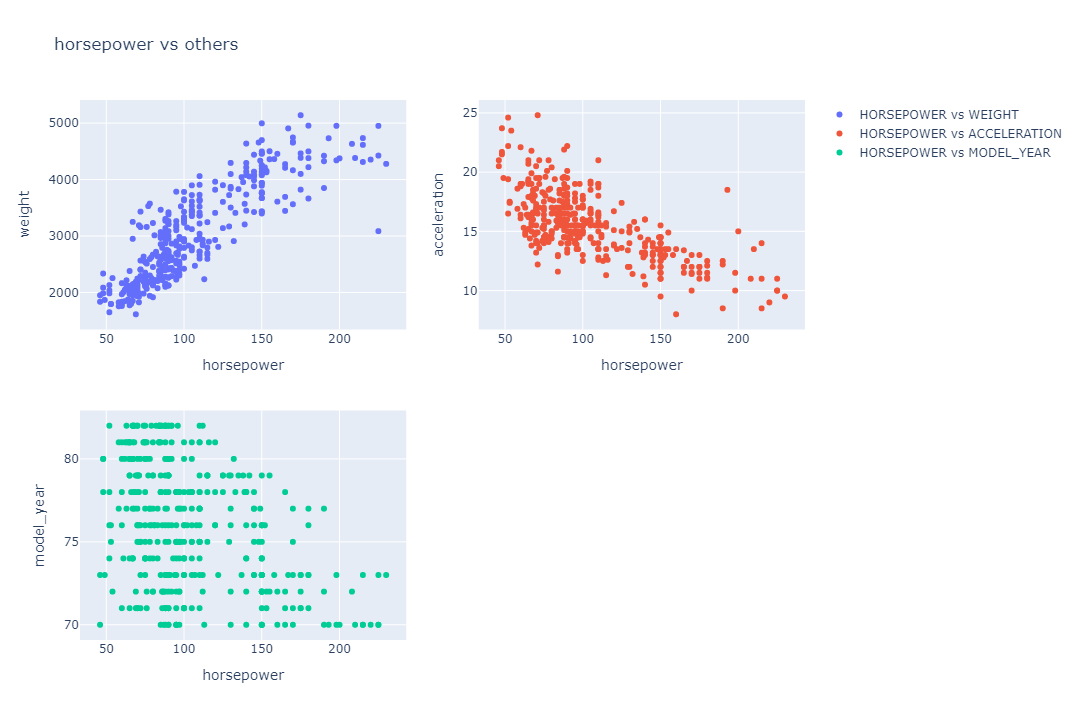 horsepower vs others
5000
4000
3000
2000
weight
50 100 150 200
horsepower
25
20
15
10
acceleration
50 100 150 200
horsepower
HORSEPOWER vs WEIGHT
HORSEPOWER vs ACCELERATION
HORSEPOWER vs MODEL_YEAR
80
75
70
model_year
50 100 150 200
horsepower